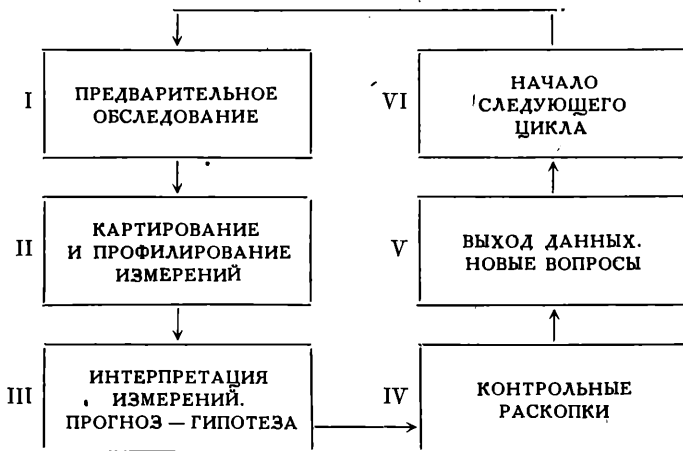 I
ПРЕДВАРИТЕЛЬНОЕ
ОБСЛЕДОВАНИЕ
II
КАРТИРОВАНИЕ
И ПРОФИЛИРОВАНИЕ
ИЗМЕРЕНИЙ
III
ИНТЕРПРЕТАЦИЯ
ИЗМЕРЕНИЙ.
ПРОГНОЗ — ГИПОТЕЗА
IV
КОНТРОЛЬНЫЕ
РАСКОПКИ
V
ВЫХОД ДАННЫХ.
НОВЫЕ ВОПРОСЫ
VI
НАЧАЛО
СЛЕДУЮЩЕГО
ЦИКЛА